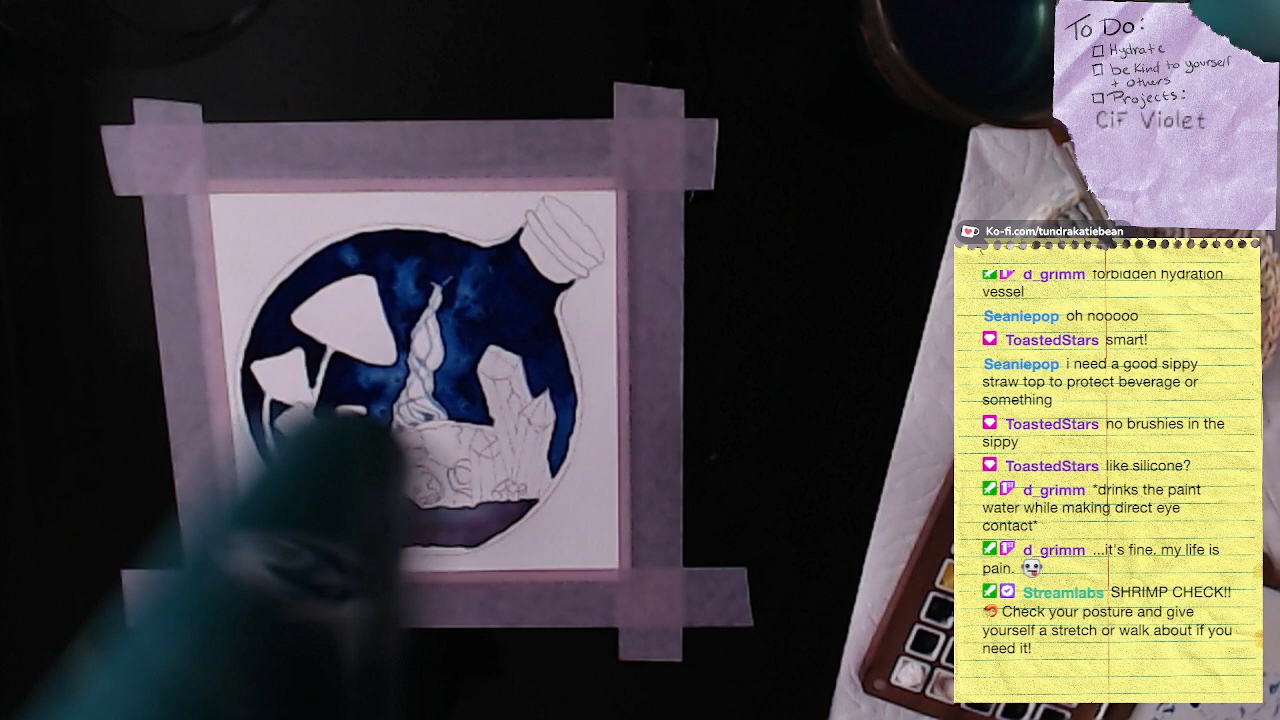 To Do:
Hydrate
be kind to yourself
+ others
Projects:
CiF Violet
Ko-fi.com/tundrakatiebean
d_grimm forbidden hydration
vessel
Seaniepop oh nooooo
ToastedStars smart!
Seaniepop i need a good sippy
straw top to protect beverage or
something
ToastedStars no brushies in the
sippy
ToastedStars like silicone?
d_grimm *drinks the paint
water while making direct eye
contact*
d_grimm ...it's fine. my life is
pain.
Streamlabs SHRIMP CHECK!!
Check your posture and give
yourself a stretch or walk about if you
need it!